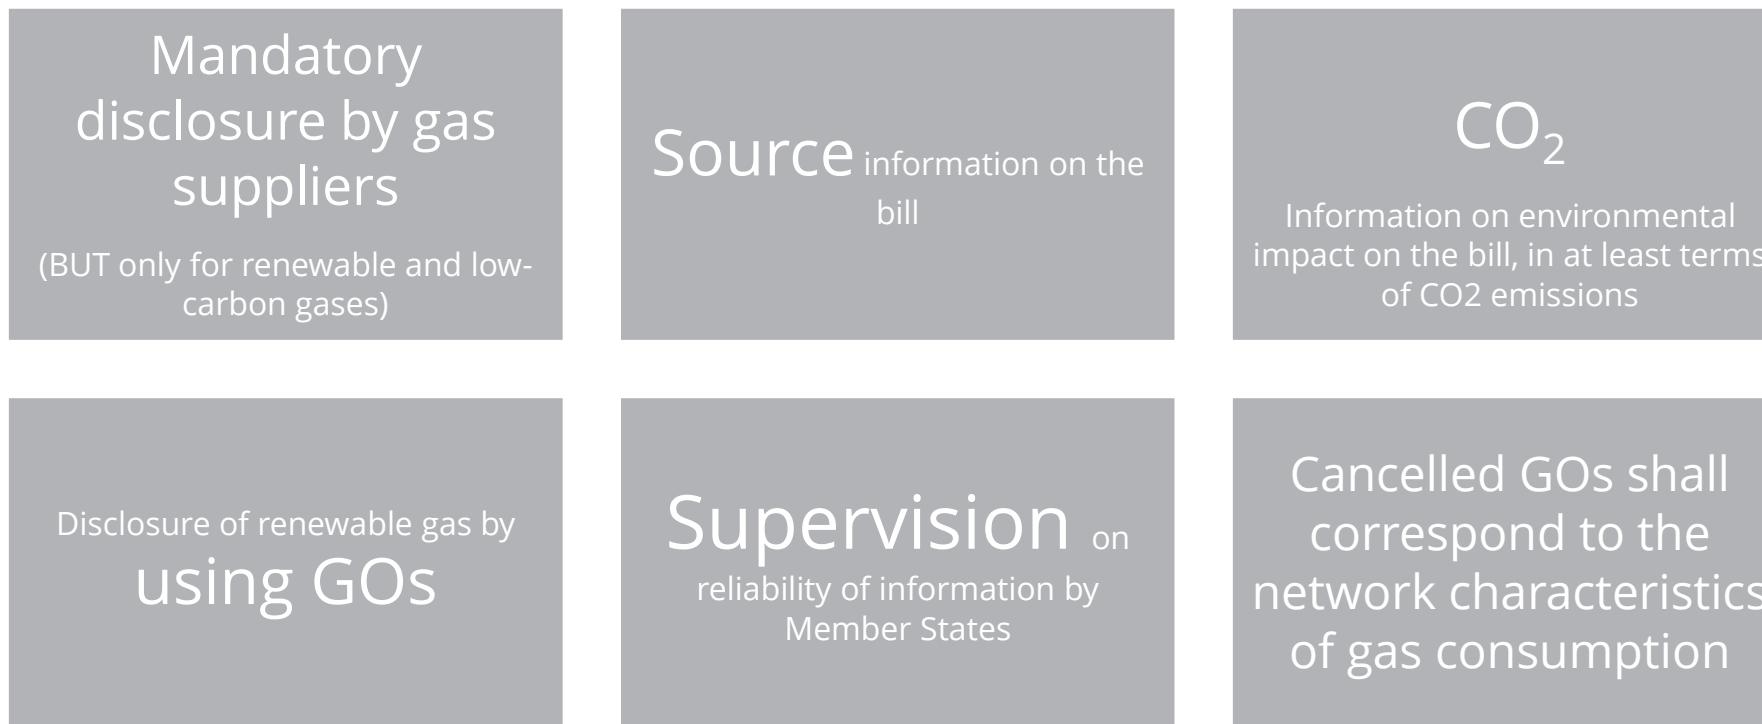 Mandatory
disclosure by gas
suppliers
(BUT only for renewable and low-
carbon gases)
Source information on the
bill
CO₂
Information on environmental
impact on the bill, in at least terms
of CO2 emissions
Disclosure of renewable gas by
using GOs
Supervision on
reliability of information by
Member States
Cancelled GOs shall
correspond to the
network characteristics
of gas consumption